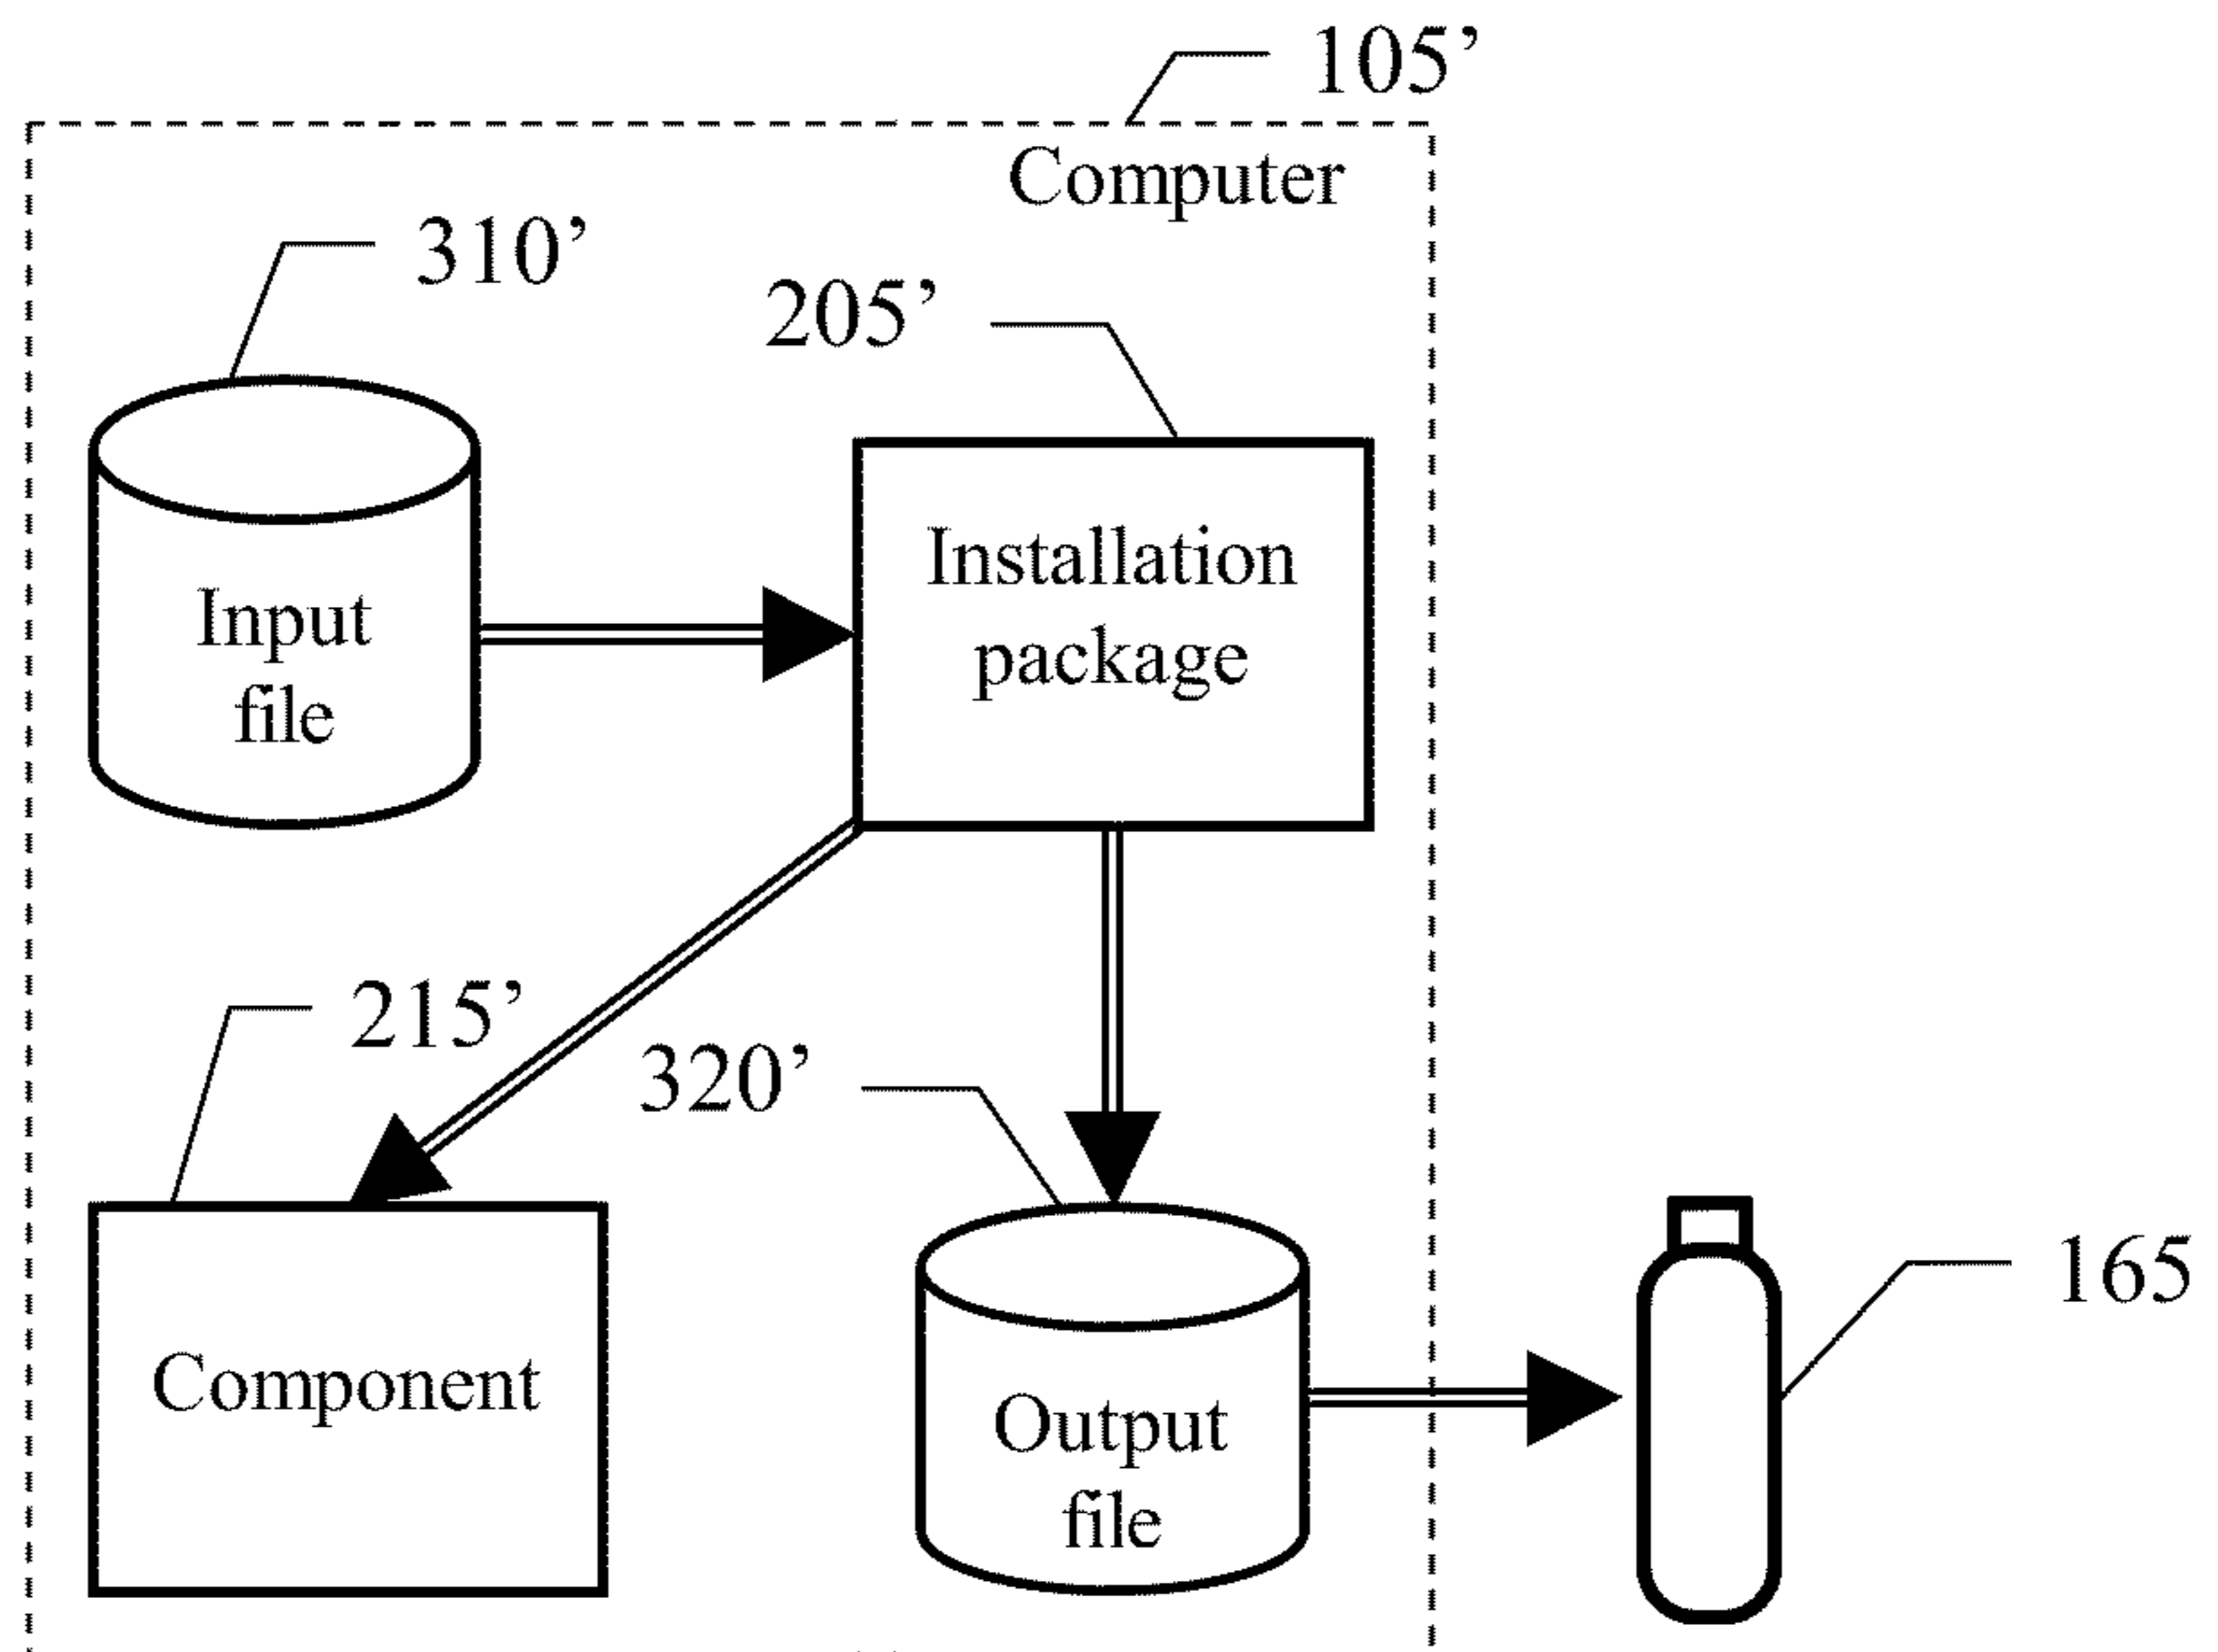 105’
Computer
310’
205’
Installation
package
Input
file
215’
320’
165
Component
Output
file